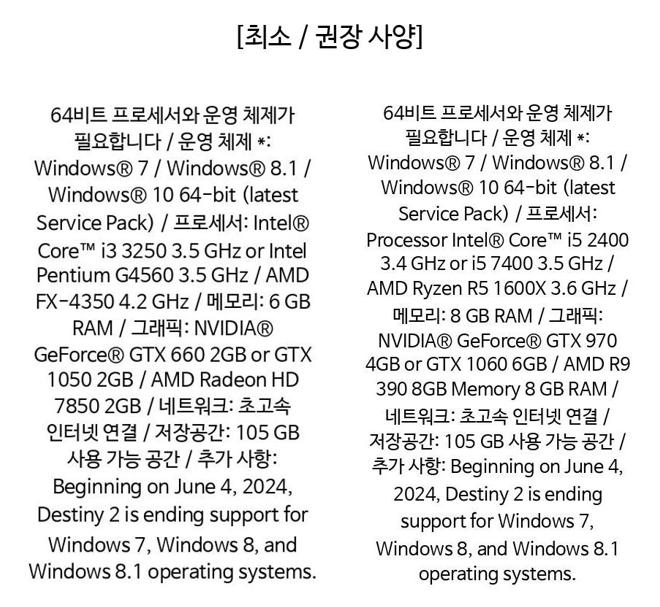 [최소 / 권장 사양]
64비트 프로세서와 운영 체제가
필요합니다 / 운영 체제 *:
Windows® 7 / Windows® 8.1 /
Windows® 10 64-bit (latest
Service Pack) / 프로세서: Intel®
Core™ i3 3250 3.5 GHz or Intel
Pentium G4560 3.5 GHz / AMD
FX-4350 4.2 GHz / 메모리: 6 GB
RAM / 그래픽: NVIDIA®
GeForce® GTX 660 2GB or GTX
1050 2GB / AMD Radeon HD
7850 2GB / 네트워크: 초고속
인터넷 연결 / 저장공간: 105 GB
사용 가능 공간 / 추가 사항:
Beginning on June 4, 2024,
Destiny 2 is ending support for
Windows 7, Windows 8, and
Windows 8.1 operating systems.
64비트 프로세서와 운영 체제가
필요합니다 / 운영 체제 *:
Windows® 7 / Windows® 8.1 /
Windows® 10 64-bit (latest
Service Pack) / 프로세서:
Processor Intel® Core™ i5 2400
3.4 GHz or i5 7400 3.5 GHz /
AMD Ryzen R5 1600X 3.6 GHz /
메모리: 8 GB RAM / 그래픽:
NVIDIA® GeForce® GTX 970
4GB or GTX 1060 6GB / AMD R9
390 8GB Memory 8 GB RAM /
네트워크: 초고속 인터넷 연결 /
저장공간: 105 GB 사용 가능 공간 /
추가 사항: Beginning on June 4,
2024, Destiny 2 is ending
support for Windows 7,
Windows 8, and Windows 8.1
operating systems.